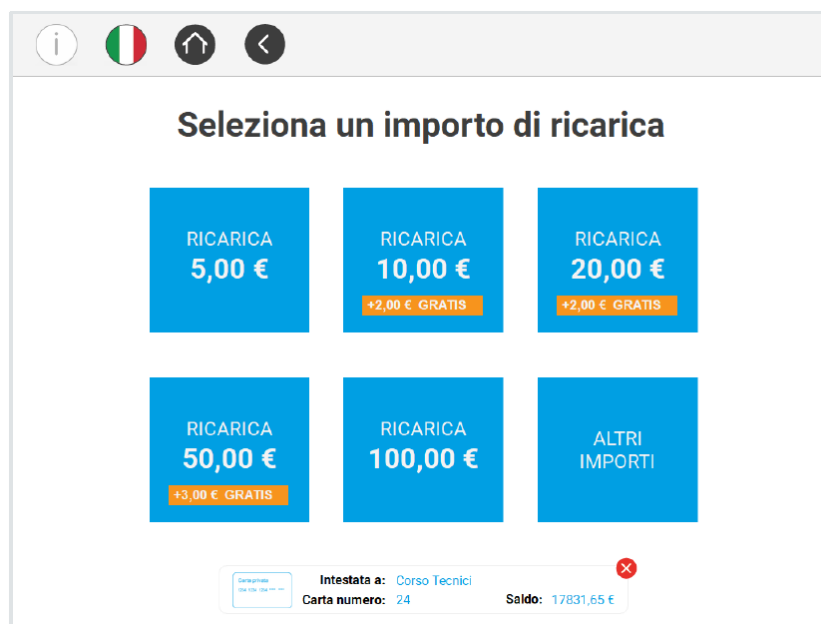 Seleziona un importo di ricarica
RICARICA
5,00 €
RICARICA
10,00 €
+2,00 € GRATIS
RICARICA
20,00 €
+2,00 € GRATIS
RICARICA
50,00 €
+3,00 € GRATIS
RICARICA
100,00 €
ALTRI
IMPORTI
Intestata a: Corso Tecnici
Carta numero: 24 Saldo: 17831,65 €